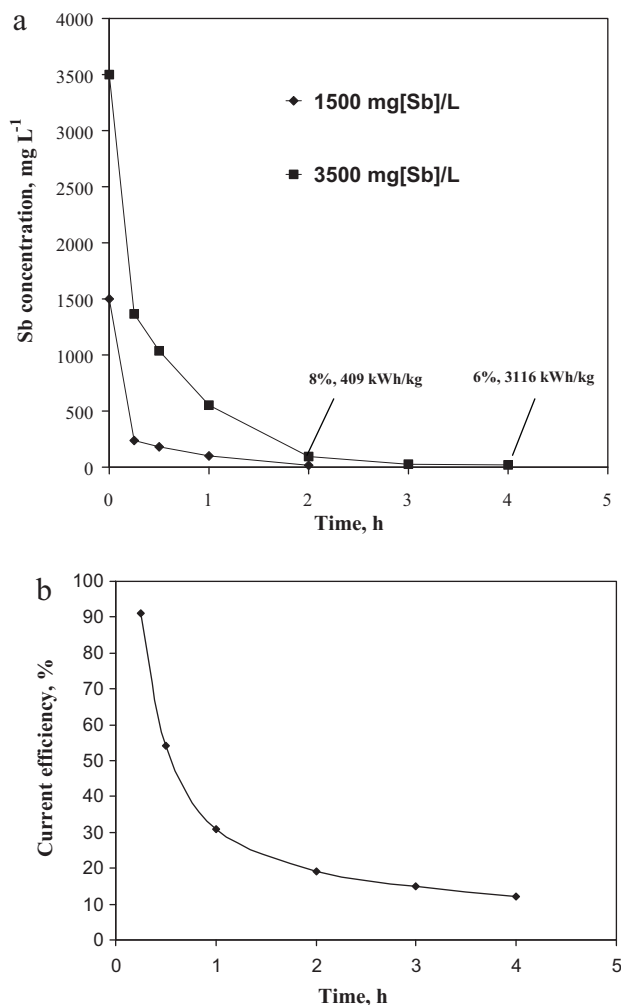 a
4000
3500
3000
2500
2000
1500
1000
500
0
Sb concentration, mg L⁻¹
1500 mg[Sb]/L
3500 mg[Sb]/L
8%, 409 kWh/kg
6%, 3116 kWh/kg
0 1 2 3 4 5
Time, h
b
100
90
80
70
60
50
40
30
20
10
0
Current efficiency, %
0 1 2 3 4 5
Time, h